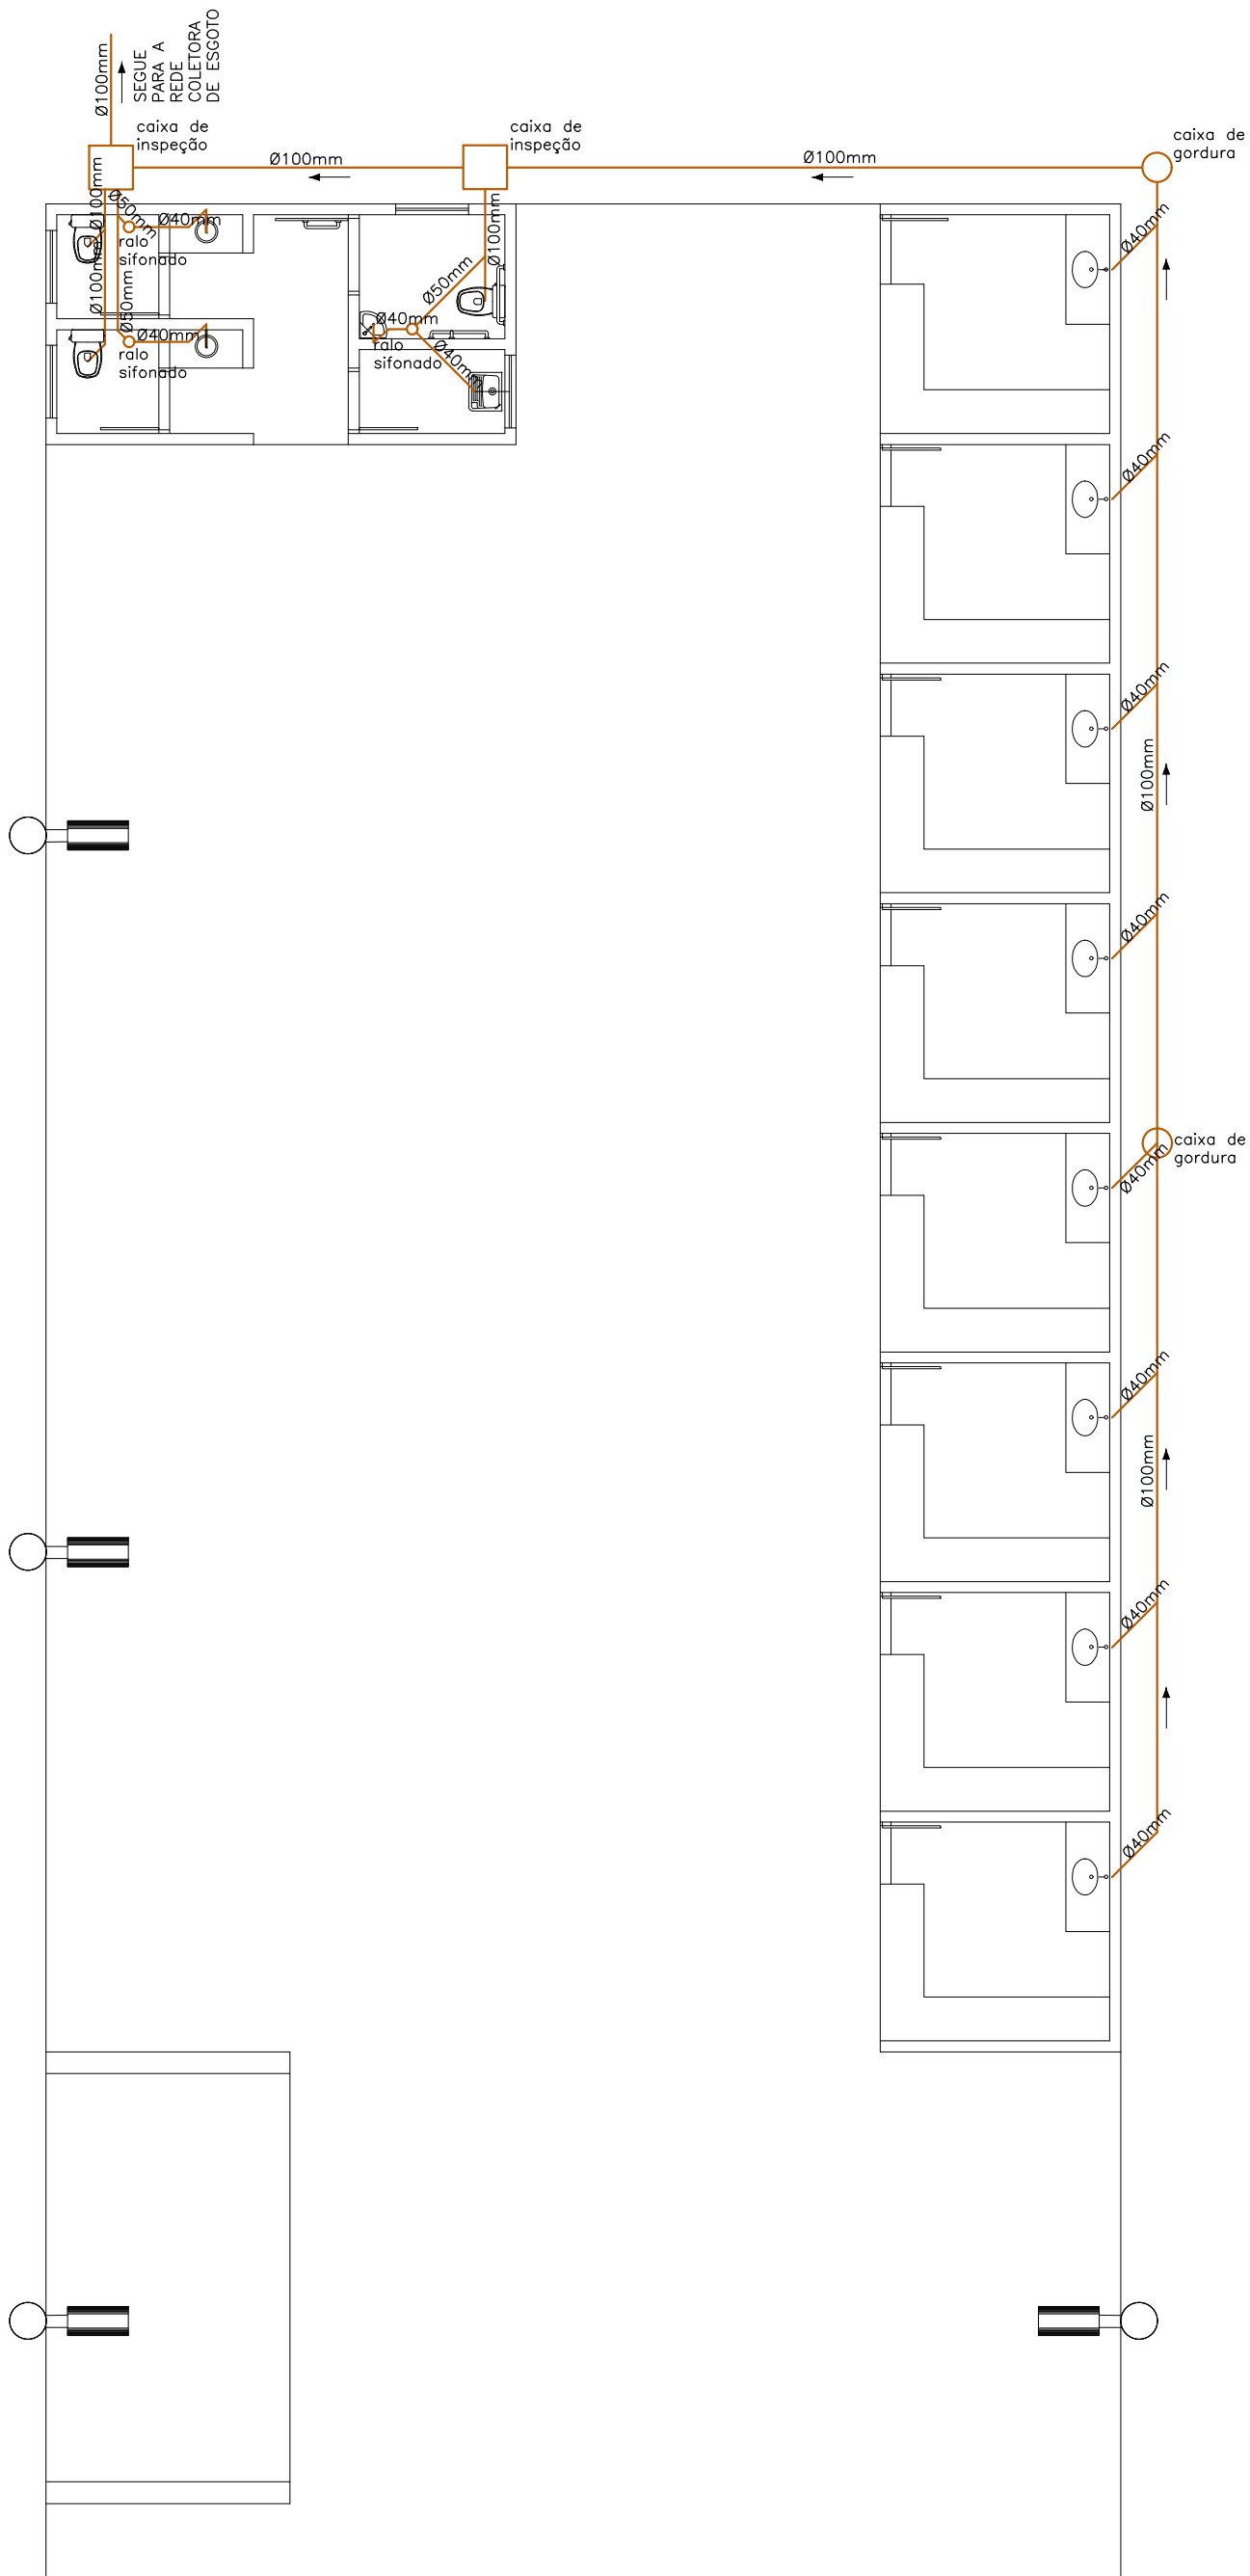 Ø100mm
SEGUE
PARA A
REDE
COLETORA
DE ESGOTO
caixa de
inspeção
Ø100mm
caixa de
inspeção
Ø100mm
caixa de
gordura
Ø100mm
Ø50mm
Ø40mm
ralo
sifonado
Ø100mm
Ø50mm
Ø40mm
ralo
sifonado
Ø100mm
Ø50mm
Ø40mm
ralo
sifonado
Ø40mm
Ø40mm
Ø40mm
Ø40mm
Ø100mm
Ø40mm
caixa de
gordura
Ø40mm
Ø40mm
Ø100mm
Ø40mm
Ø40mm